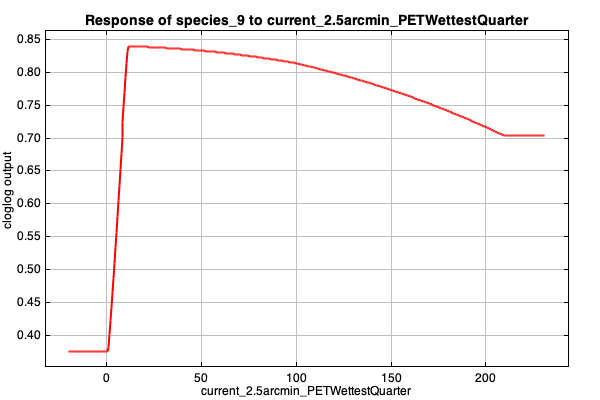 Response of species_9 to current_2.5arcmin_PETWettestQuarter
0.85
0.80
0.75
0.70
0.65
0.60
0.55
0.50
0.45
0.40
cloglog output
0 50 100 150 200
current_2.5arcmin_PETWettestQuarter